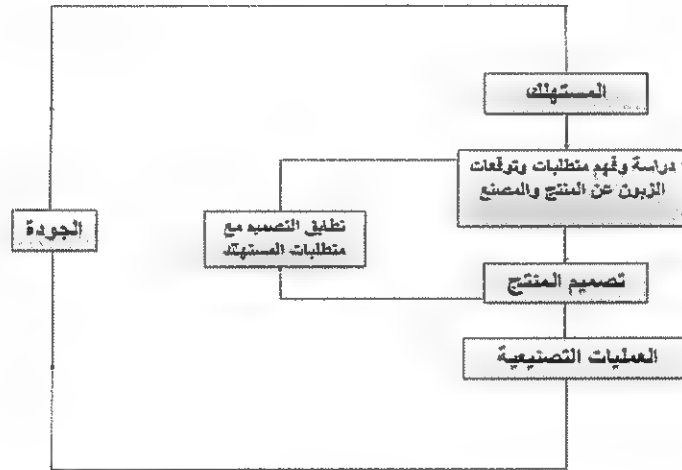 المستهلك
دراسة وفهم متطلبات وتوقعات
الزبون عن المنتج والمصنع
تطابق التصميم مع
متطلبات المستهلك
الجودة
تصميم المنتج
العمليات التصنيعية